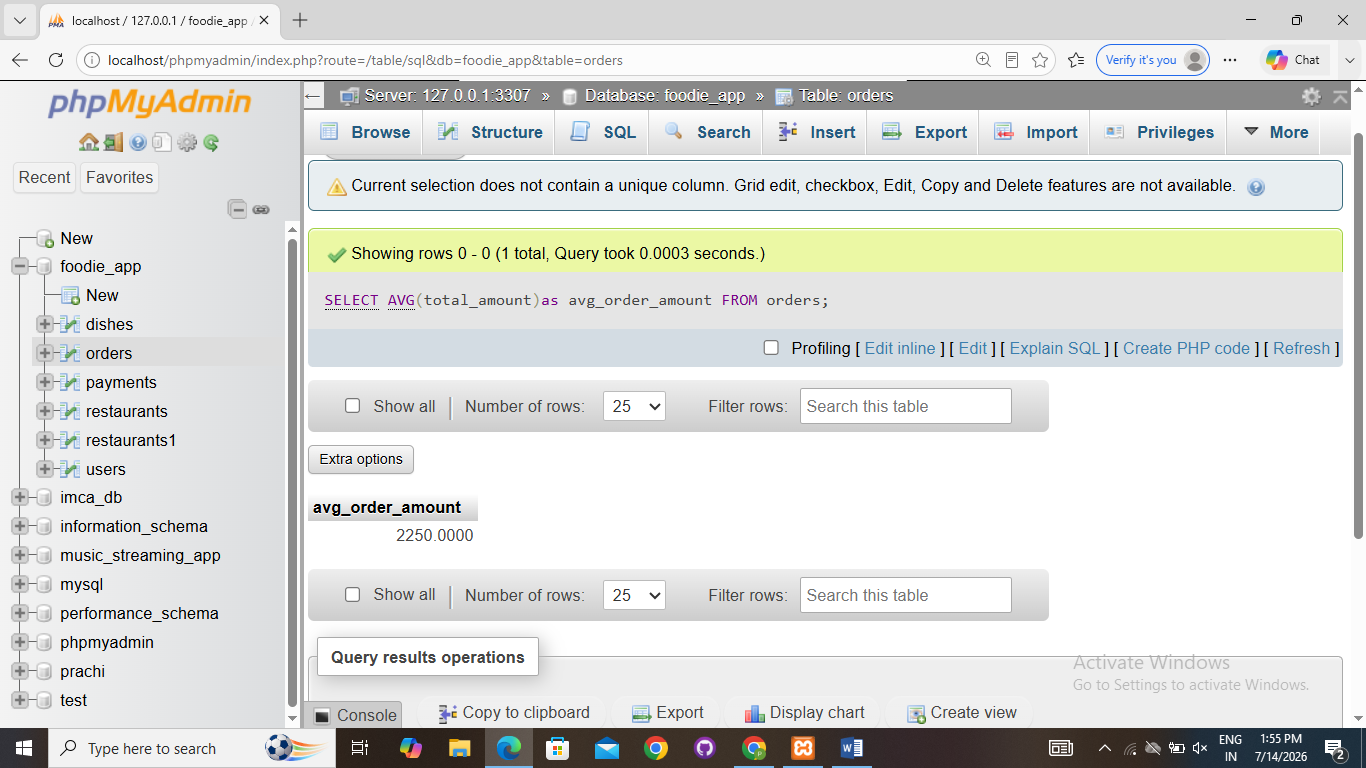 localhost / 127.0.0.1 / foodie_app
localhost/phpmyadmin/index.php?route=/table/sql&db=foodie_app&table=orders
Verify it's you
Chat
phpMyAdmin
Recent
Favorites
New
foodie_app
New
dishes
orders
payments
restaurants
restaurants1
users
imca_db
information_schema
music_streaming_app
mysql
performance_schema
phpmyadmin
prachi
test
Server: 127.0.0.1:3307 » Database: foodie_app » Table: orders
Browse Structure SQL Search Insert Export Import Privileges More
Current selection does not contain a unique column. Grid edit, checkbox, Edit, Copy and Delete features are not available.
Showing rows 0 - 0 (1 total, Query took 0.0003 seconds.)
SELECT AVG(total_amount)as avg_order_amount FROM orders;
Profiling [ Edit inline ] [ Edit ] [ Explain SQL ] [ Create PHP code ] [ Refresh ]
Show all Number of rows: 25 Filter rows: Search this table
Extra options
avg_order_amount
2250.0000
Show all Number of rows: 25 Filter rows: Search this table
Query results operations
Console
Copy to clipboard Export Display chart Create view
Activate Windows
Go to Settings to activate Windows.
Type here to search
ENG
IN
1:55 PM
7/14/2026
2